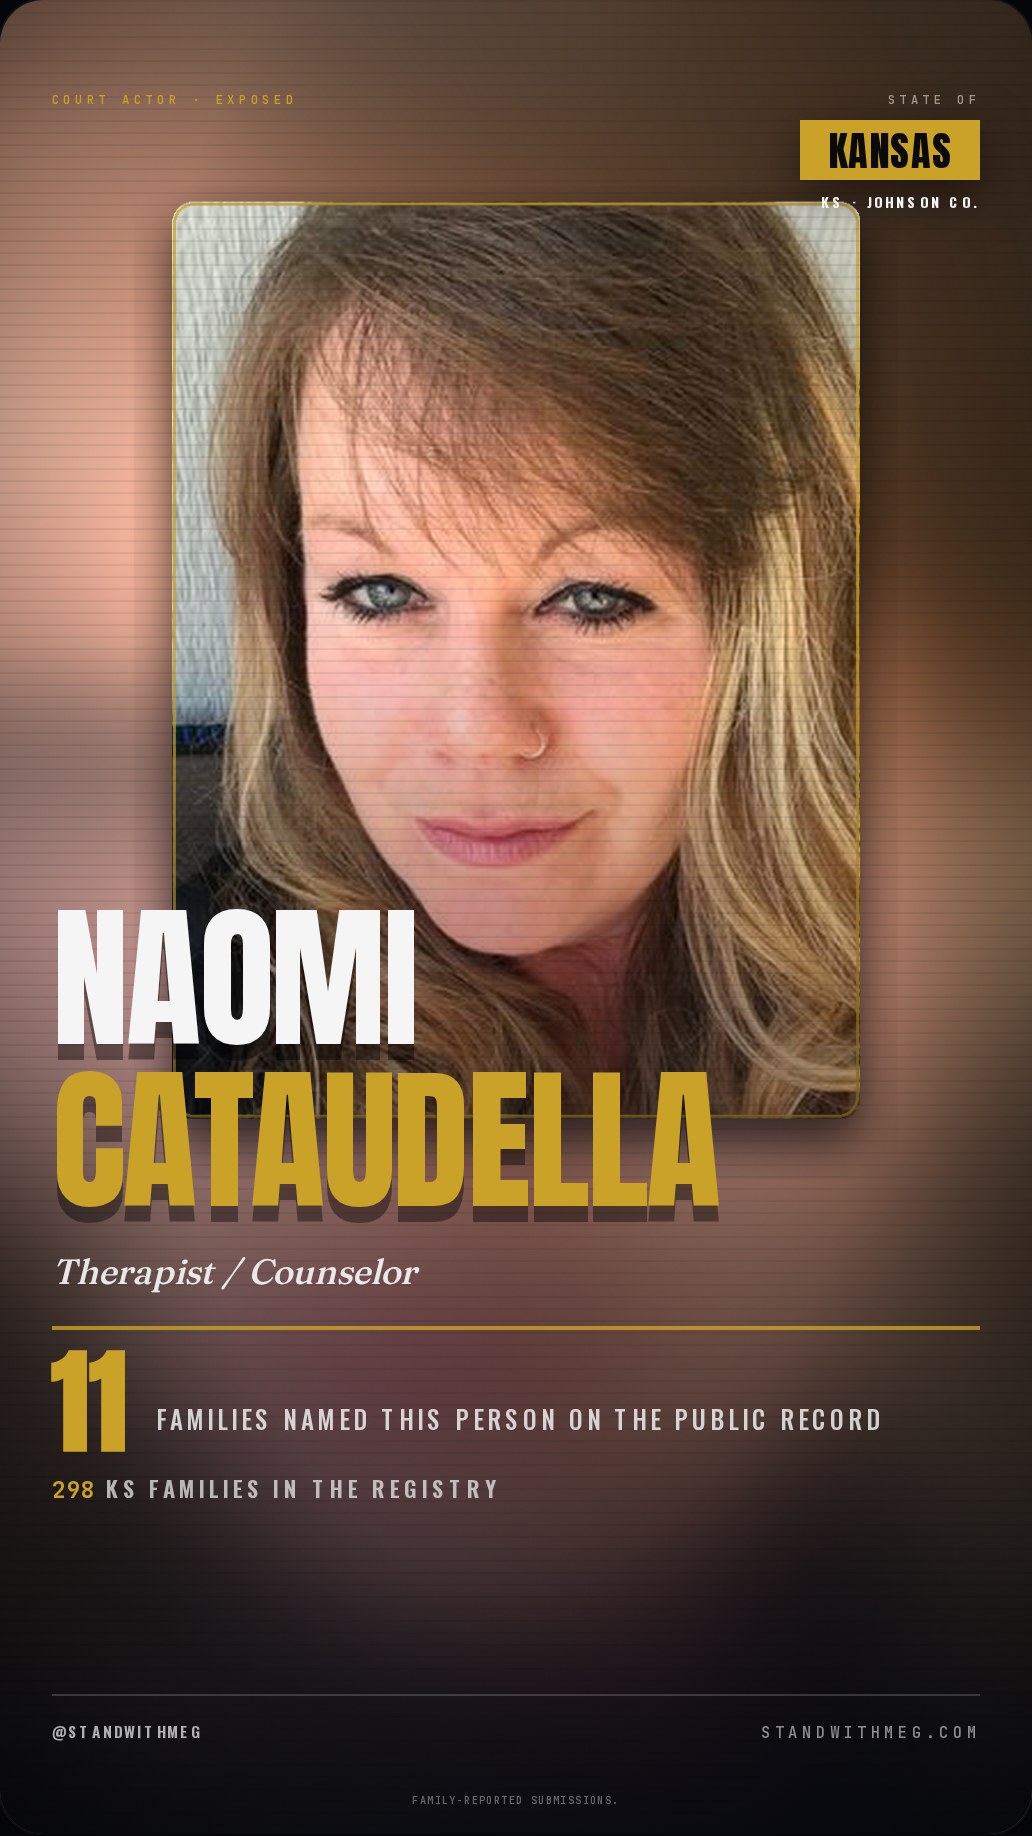 COURT ACTOR · EXPOSED
STATE OF
KANSAS
KS · JOHNSON CO.
NAOMI
CATAUDELLA
Therapist / Counselor
11 FAMILIES NAMED THIS PERSON ON THE PUBLIC RECORD
298 KS FAMILIES IN THE REGISTRY
@STANDWITHMEG
STANDWITHMEG.COM
FAMILY-REPORTED SUBMISSIONS.